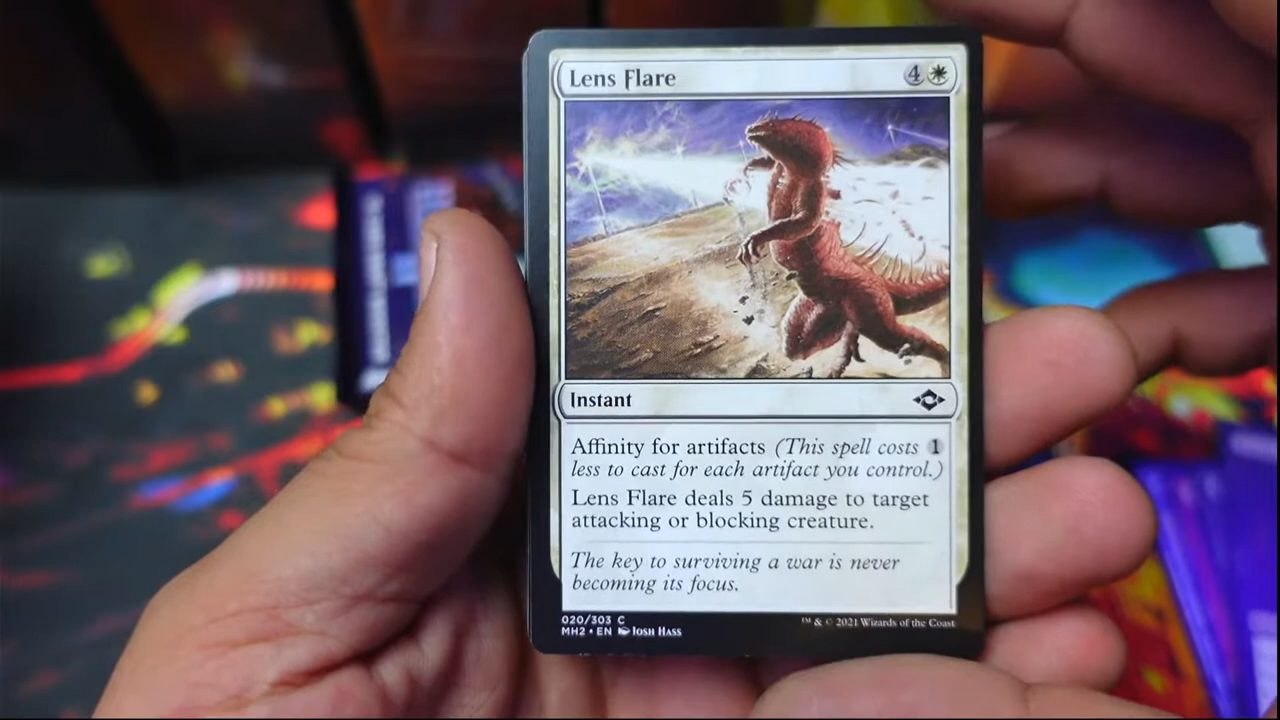 Lens Flare 4
Instant
Affinity for artifacts (This spell costs 1
less to cast for each artifact you control.)
Lens Flare deals 5 damage to target
attacking or blocking creature.
The key to surviving a war is never
becoming its focus.
020/303 C
MH2 • EN Josh Hass
™ & © 2021 Wizards of the Coast